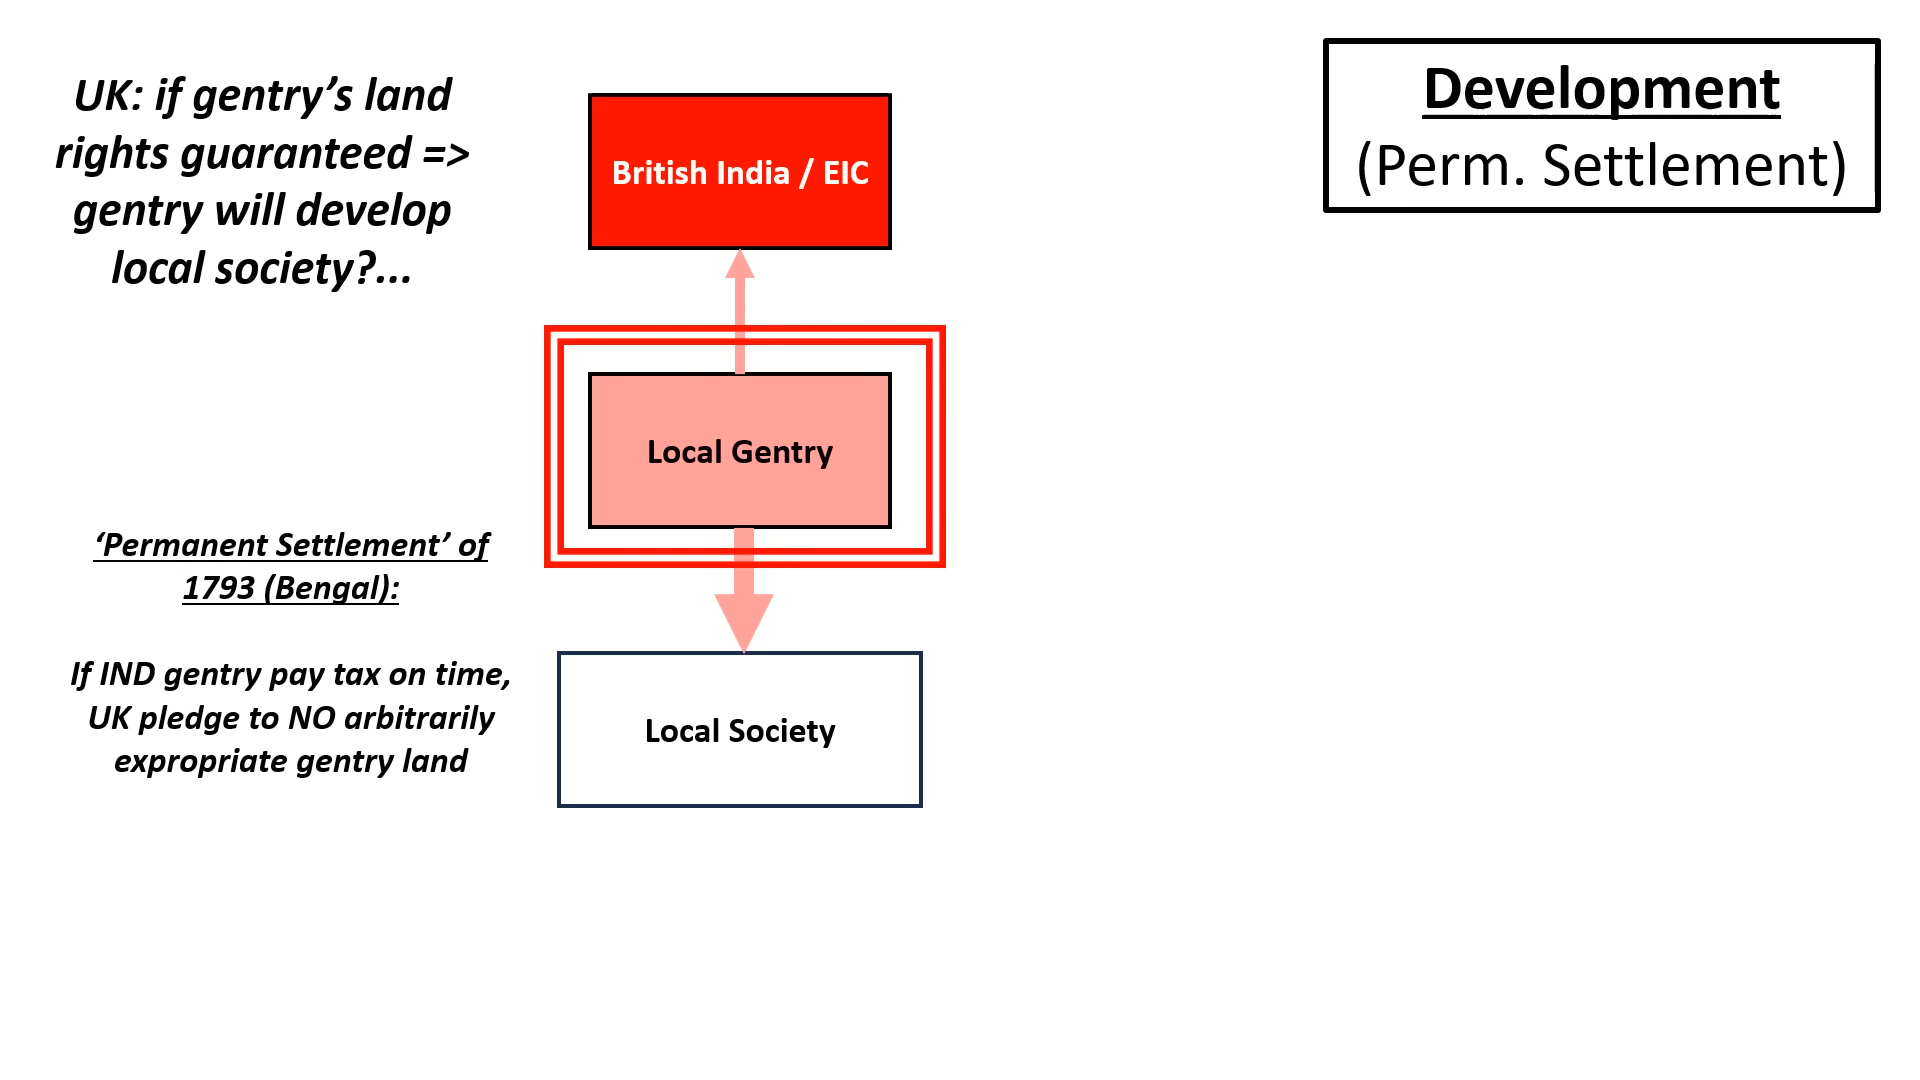 UK: if gentry’s land
rights guaranteed =>
gentry will develop
local society?...
British India / EIC
Development
(Perm. Settlement)
Local Gentry
‘Permanent Settlement’ of
1793 (Bengal):
If IND gentry pay tax on time,
UK pledge to NO arbitrarily
expropriate gentry land
Local Society